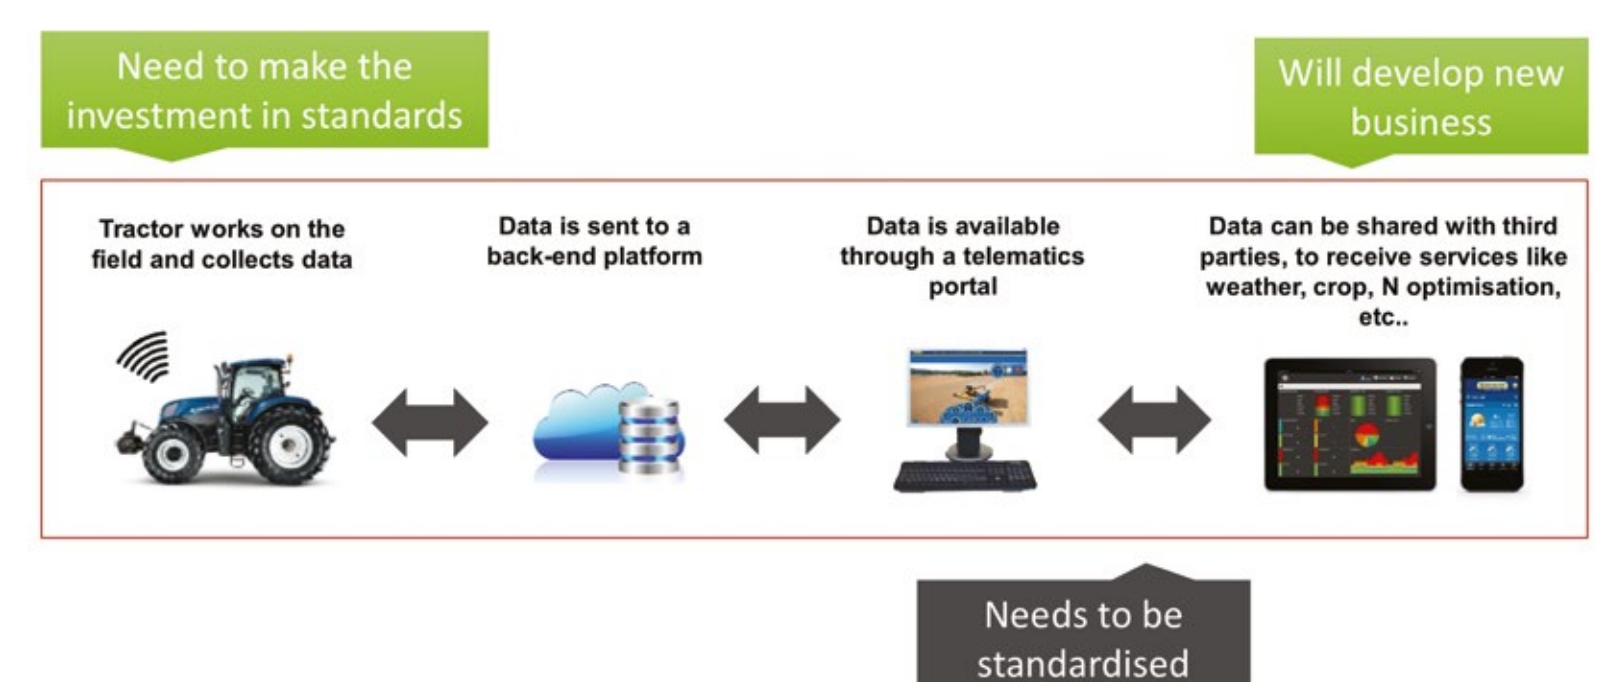 Need to make the
investment in standards
Will develop new
business
Tractor works on the
field and collects data
Data is sent to a
back-end platform
Data is available
through a telematics
portal
Data can be shared with third
parties, to receive services like
weather, crop, N optimisation,
etc..
Needs to be
standardised